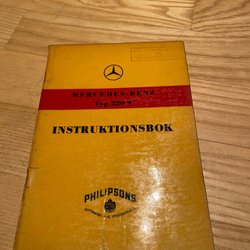 MERCEDES-BENZ
Typ 220 S
INSTRUKTIONSBOK
PHILIPSONS